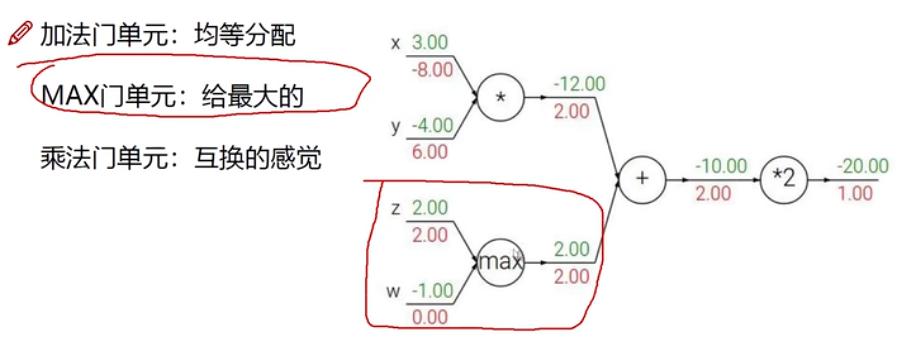 加法门单元：均等分配
MAX门单元：给最大的
乘法门单元：互换的感觉
x 3.00
-8.00
*
-12.00
2.00
y -4.00
6.00
+
-10.00
2.00
*2
-20.00
1.00
z 2.00
2.00
max
2.00
2.00
w -1.00
0.00